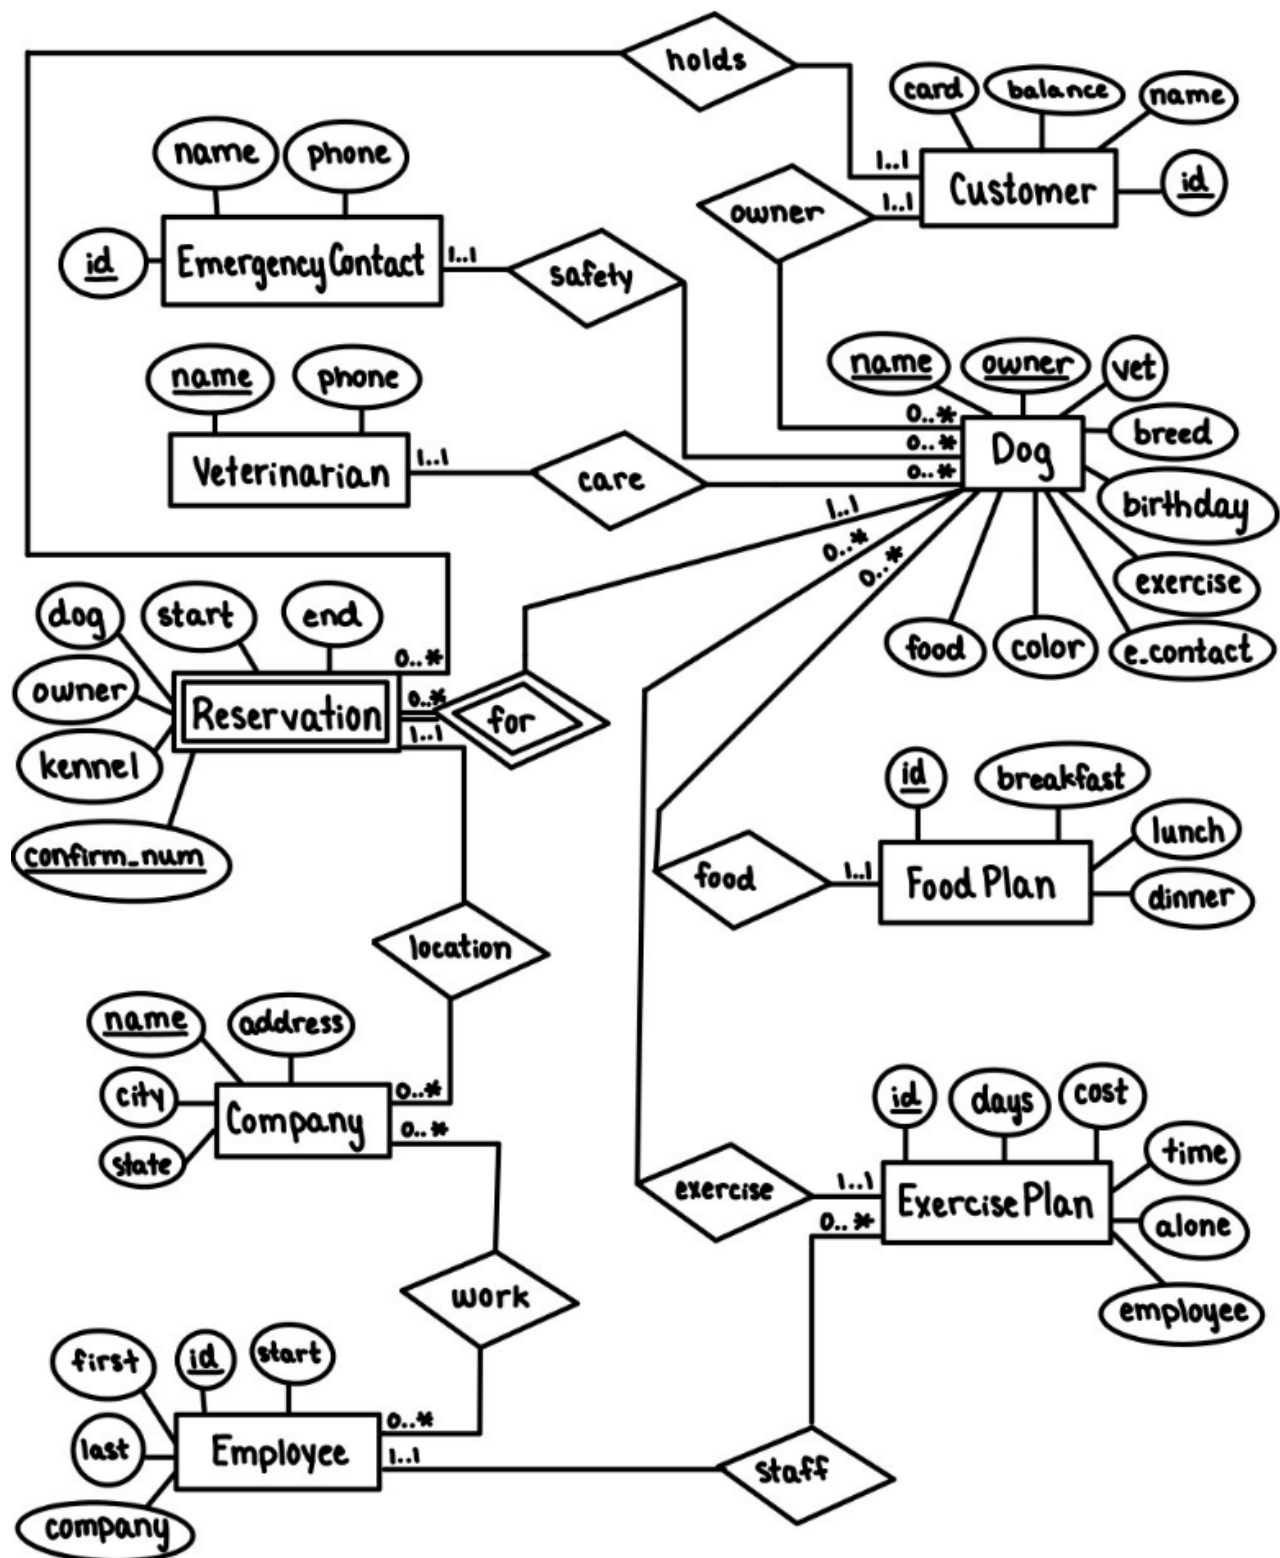 holds
card
balance
name
1..1
Customer
id
owner
1..1
name
phone
id
EmergencyContact
1..1
safety
name
phone
Veterinarian
1..1
care
name
owner
vet
0..*
0..*
0..*
Dog
breed
birthday
exercise
e_contact
color
food
1..1
0..*
0..*
dog
start
end
0..*
owner
Reservation
0..*
1..1
for
kennel
confirm_num
id
breakfast
lunch
dinner
food
1..1
Food Plan
location
name
address
city
state
Company
0..*
0..*
id
days
cost
time
alone
employee
exercise
1..1
0..*
ExercisePlan
work
first
id
start
last
company
Employee
0..*
1..1
staff